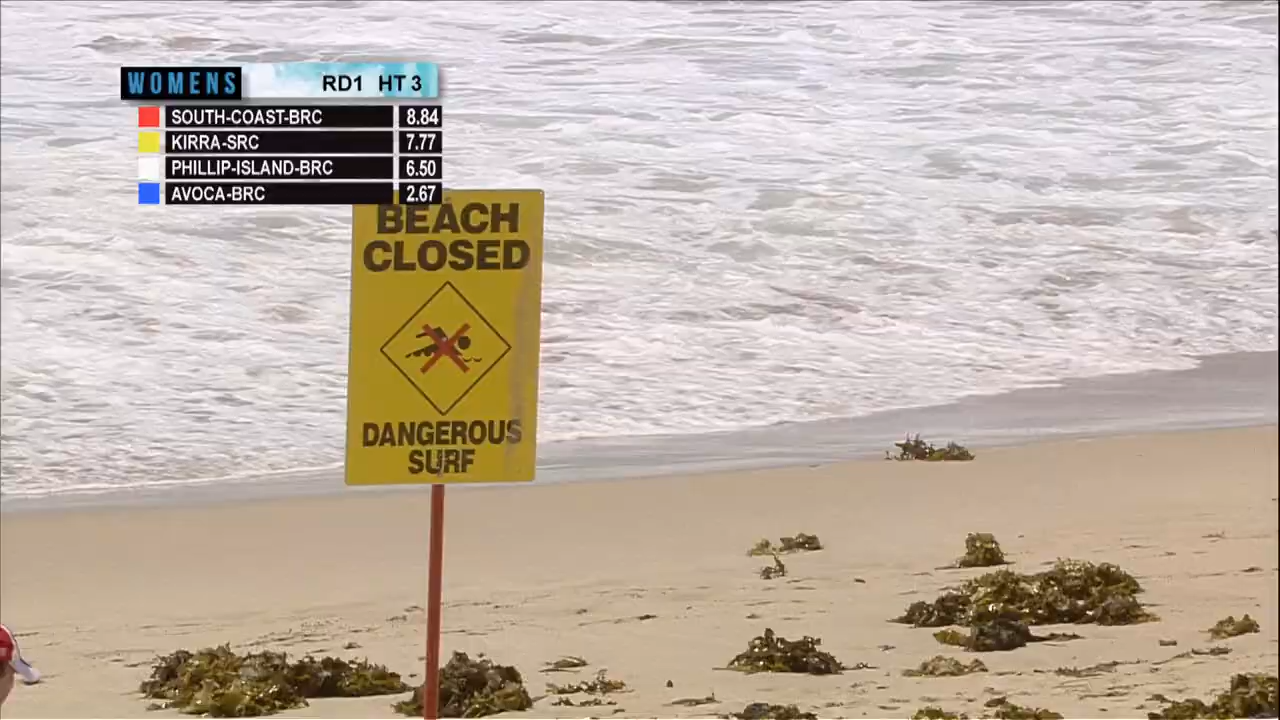 WOMENS RD1 HT 3
SOUTH-COAST-BRC 8.84
KIRRA-SRC 7.77
PHILLIP-ISLAND-BRC 6.50
AVOCA-BRC 2.67
BEACH
CLOSED
DANGEROUS
SURF